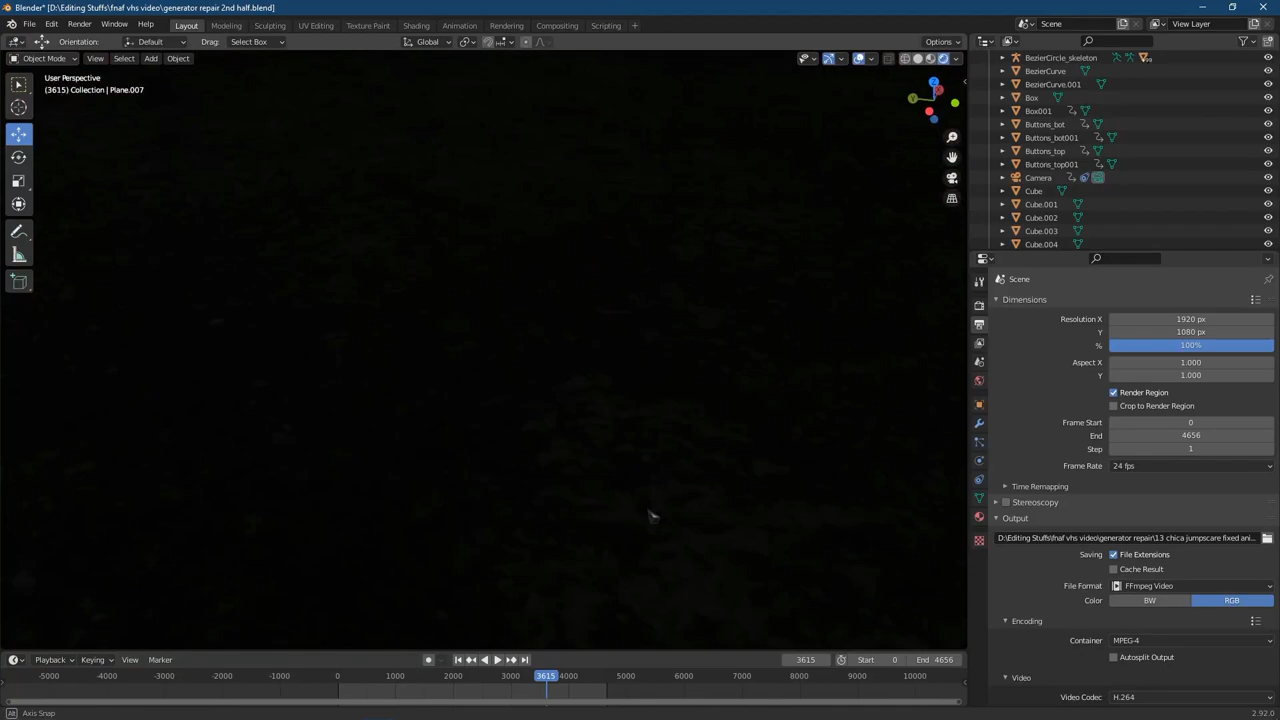 Blender* [D:\Editing Stuffs\fnaf vhs video\generator repair 2nd half.blend]
File Edit Render Window Help Layout Modeling Sculpting UV Editing Texture Paint Shading Animation Rendering Compositing Scripting Scene View Layer
Orientation: Default Drag: Select Box Global Options
Object Mode View Select Add Object
User Perspective
(3615) Collection | Plane.007
Z
Y
BezierCircle_skeleton
BezierCurve
BezierCurve.001
Box
Box001
Buttons_bot
Buttons_bot001
Buttons_top
Buttons_top001
Camera
Cube
Cube.001
Cube.002
Cube.003
Cube.004
Scene
Dimensions
Resolution X 1920 px
Y 1080 px
% 100%
Aspect X 1.000
Y 1.000
Render Region
Crop to Render Region
Frame Start 0
End 4656
Step 1
Frame Rate 24 fps
Time Remapping
Stereoscopy
Output
D:\Editing Stuffs\fnaf vhs video\generator repair\13 chica jumpscare fixed ani...
Saving File Extensions
Cache Result
File Format FFmpeg Video
Color BW RGB
Encoding
Container MPEG-4
Autosplit Output
Video
Video Codec H.264
Playback Keying View Marker 3615 Start 0 End 4656
-5000 -4000 -3000 -2000 -1000 0 1000 2000 3000 3615 4000 5000 6000 7000 8000 9000 10000
Axis Snap 2.92.0